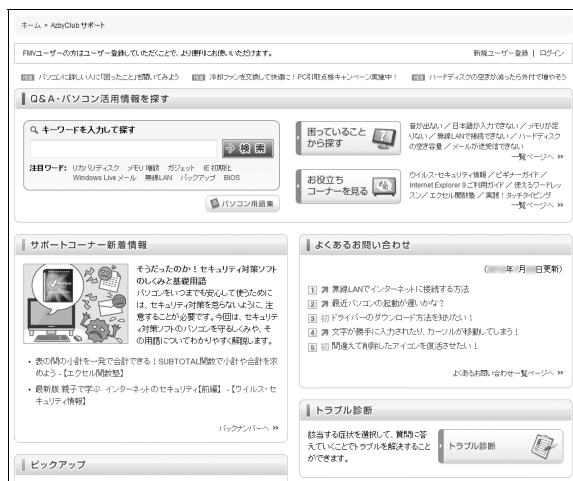 ホーム > AzbyClub サポート
FMVユーザーの方はユーザー登録していただくことで、より便利にお使いいただけます。
新規ユーザー登録 | ログイン
パソコンに詳しい人に「困ったこと」を聞いてみよう
冷却ファンを交換して快適に!PC引取点検キャンペーン実施中!
ハードディスクの空きが減ったら外付で増やそう
Q&A・パソコン活用情報を探す
キーワードを入力して探す
検索
注目ワード: リカバリディスク メモリ増設 ガジェット IE 初期化
Windows Live メール 無線LAN バックアップ BIOS
パソコン用語集
困っていること
から探す
音が出ない / 日本語が入力できない / メモリが足
りない / 無線LANで接続できない / ハードディスク
の空き容量 / メールが送受信できない
一覧ページへ
お役立ち
コーナーを見る
ウイルス・セキュリティ情報 / ビギナーガイド /
Internet Explorer 9ご利用ガイド / 使えるワードレッ
スン / エクセル関数塾 / 実践!タッチタイピング
一覧ページへ
サポートコーナー新着情報
そうだったのか!セキュリティ対策ソフト
のしくみと基礎用語
パソコンをいつまでも安心して使うために
は、セキュリティ対策を怠らないように、注
意することが必要です。今回は、セキュリテ
ィ対策ソフトのパソコンを守るしくみや、そ
の用語についてわかりやすく解説します。
・ 表の間の小計を一発で合計できる!SUBTOTAL関数で小計や合計を求
めよう - 【エクセル関数塾】
・ 最新版 親子で学ぶ インターネットのセキュリティ【前編】 - 【ウイルス・セ
キュリティ情報】
バックナンバーへ
ピックアップ
よくあるお問い合わせ
( 年 月 日更新)
1 無線LANでインターネットに接続する方法
2 最近パソコンの起動が遅いかな?
3 初 ドライバーのダウンロード方法を知りたい!
4 文字が勝手に入力されたり、カーソルが移動してしまう!
5 初 間違えて削除したアイコンを復活させたい!
よくあるお問い合わせ一覧ページへ
トラブル診断
該当する症状を選択して、質問に答
えていくことでトラブルを解決すること
ができます。
トラブル診断